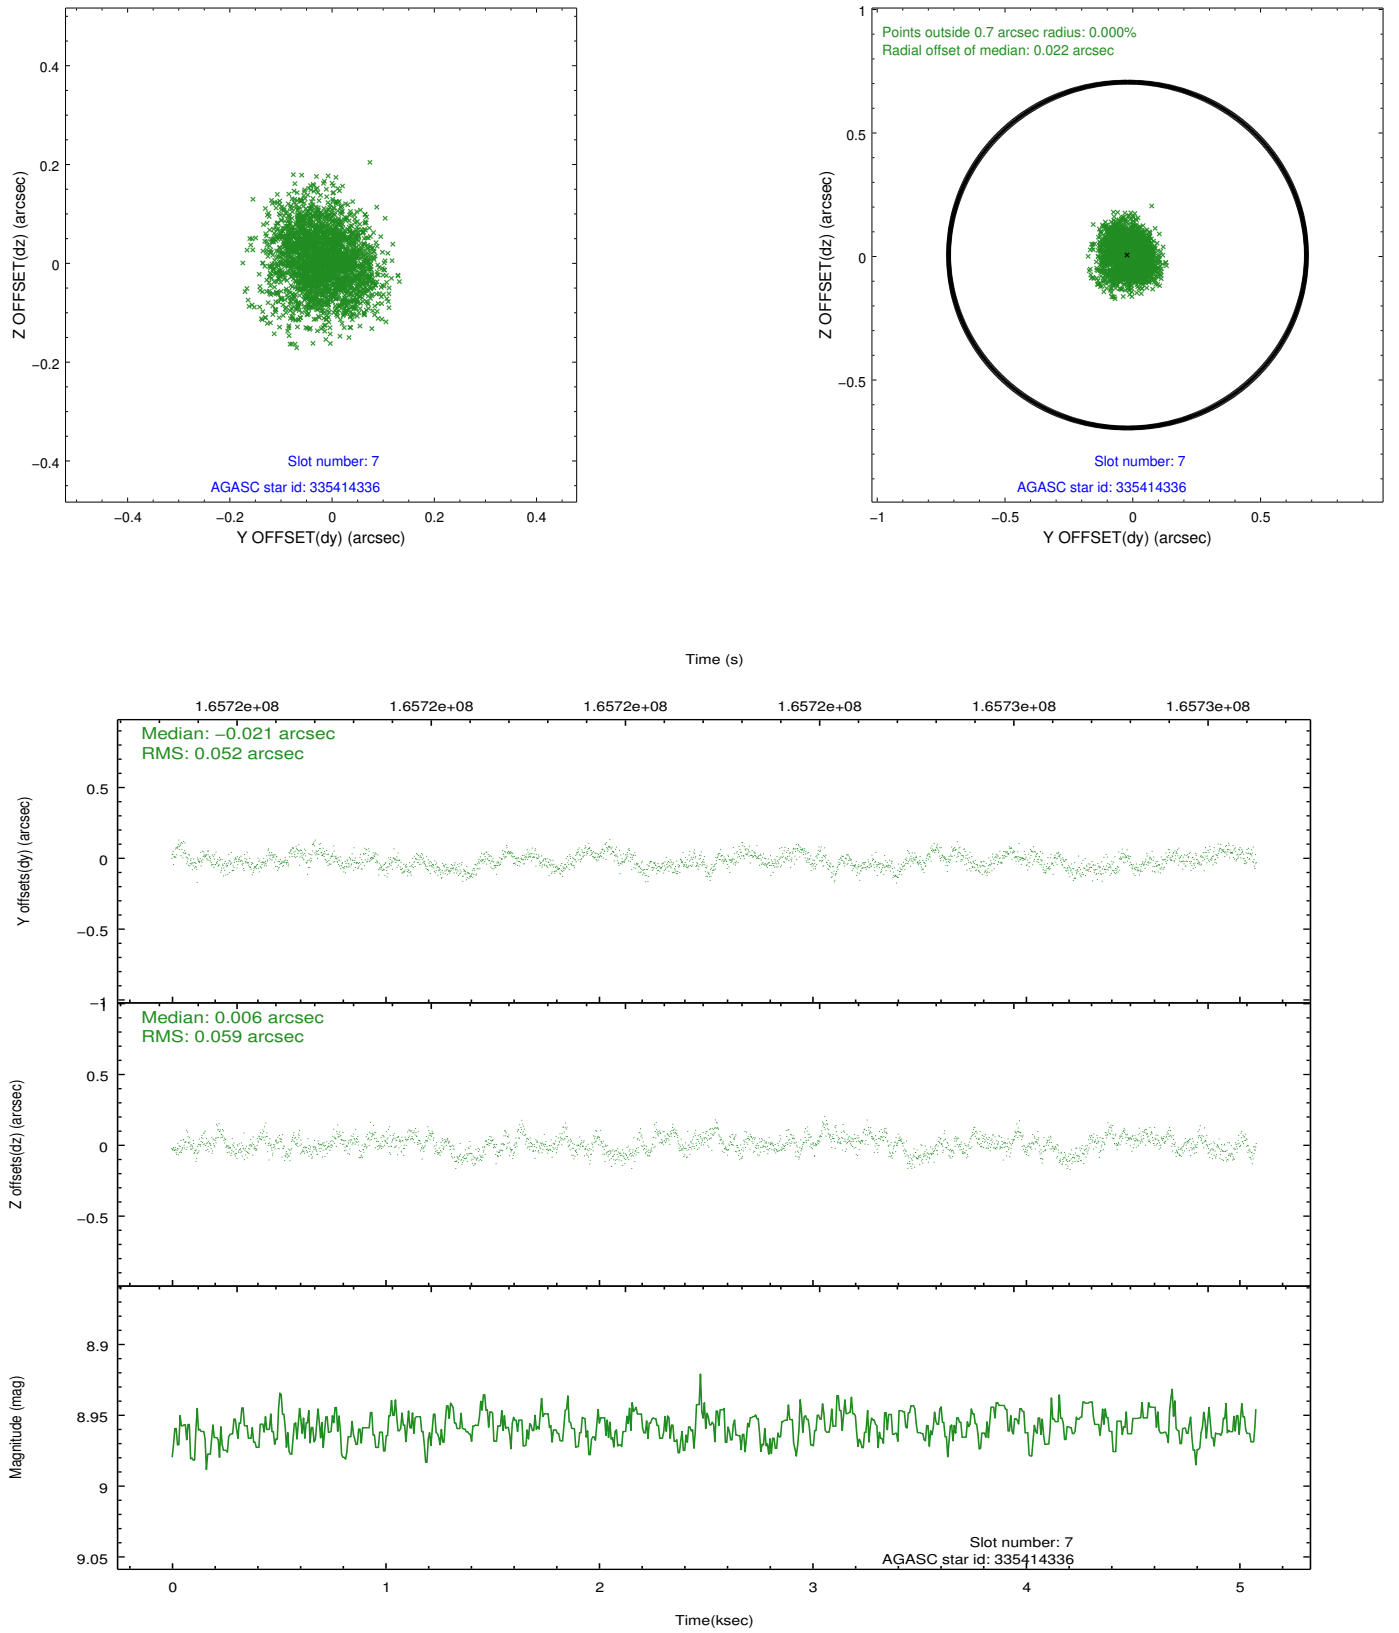 0.4
0.2
0
−0.2
−0.4
Z OFFSET(dz) (arcsec)
Slot number: 7
AGASC star id: 335414336
−0.4
−0.2
0
0.2
0.4
Y OFFSET(dy) (arcsec)
Points outside 0.7 arcsec radius: 0.000%
Radial offset of median: 0.022 arcsec
1
0.5
0
−0.5
Z OFFSET(dz) (arcsec)
Slot number: 7
AGASC star id: 335414336
−1
−0.5
0
0.5
Y OFFSET(dy) (arcsec)
Time (s)
1.6572e+08
1.6572e+08
1.6572e+08
1.6572e+08
1.6573e+08
1.6573e+08
Median: −0.021 arcsec
RMS: 0.052 arcsec
0.5
0
−0.5
−1
Y offsets(dy) (arcsec)
1
Median: 0.006 arcsec
RMS: 0.059 arcsec
0.5
0
−0.5
Z offsets(dz) (arcsec)
8.9
8.95
9
9.05
Magnitude (mag)
Slot number: 7
AGASC star id: 335414336
0
1
2
3
4
5
Time(ksec)